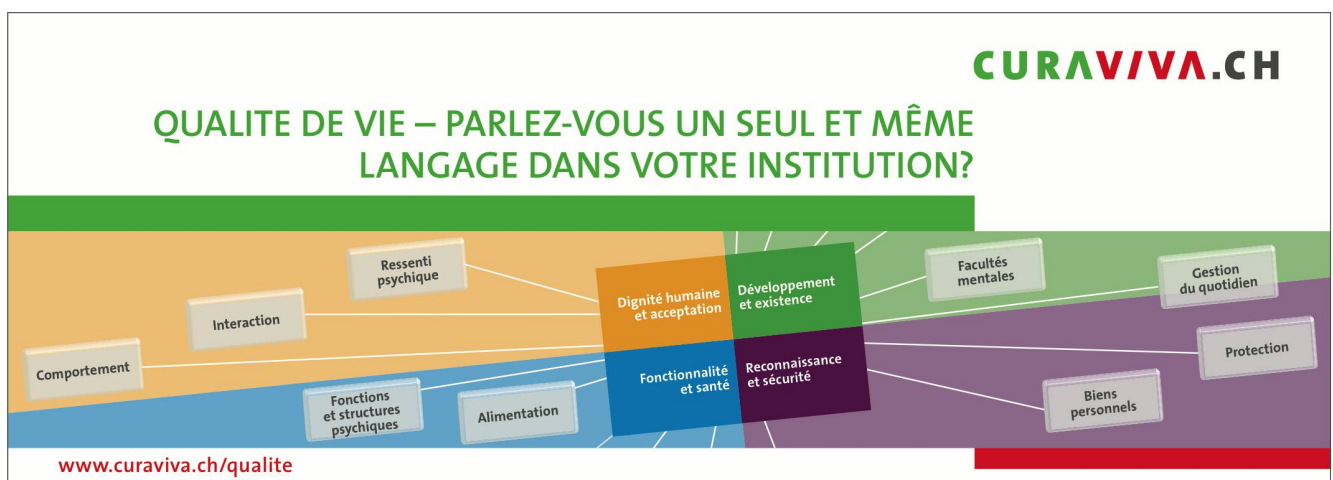 CURAVIVA.CH
QUALITE DE VIE – PARLEZ-VOUS UN SEUL ET MÊME
LANGAGE DANS VOTRE INSTITUTION?
Ressenti
psychique
Interaction
Comportement
Fonctions
et structures
psychiques
Alimentation
Dignité humaine
et acceptation
Développement
et existence
Fonctionnalité
et santé
Reconnaissance
et sécurité
Facultés
mentales
Gestion
du quotidien
Protection
Biens
personnels
www.curaviva.ch/qualite